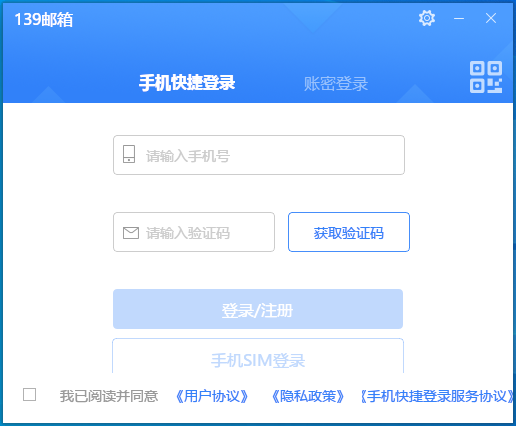 139邮箱
手机快捷登录 账密登录
请输入手机号
请输入验证码 获取验证码
登录/注册
手机SIM登录
我已阅读并同意 《用户协议》 《隐私政策》 《手机快捷登录服务协议》